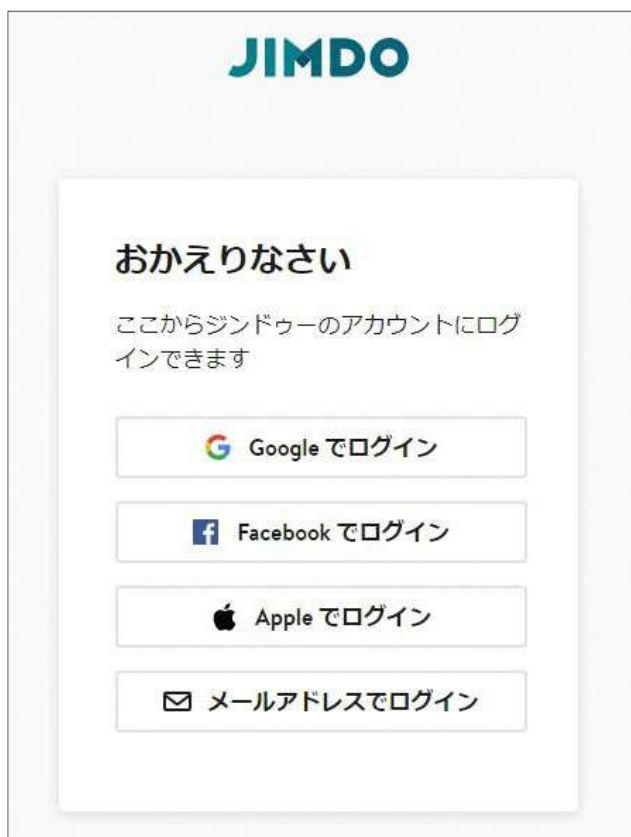 JIMDO
おかえりなさい
ここからジンドゥーのアカウントにログ
インできます
Google でログイン
Facebook でログイン
Apple でログイン
メールアドレスでログイン